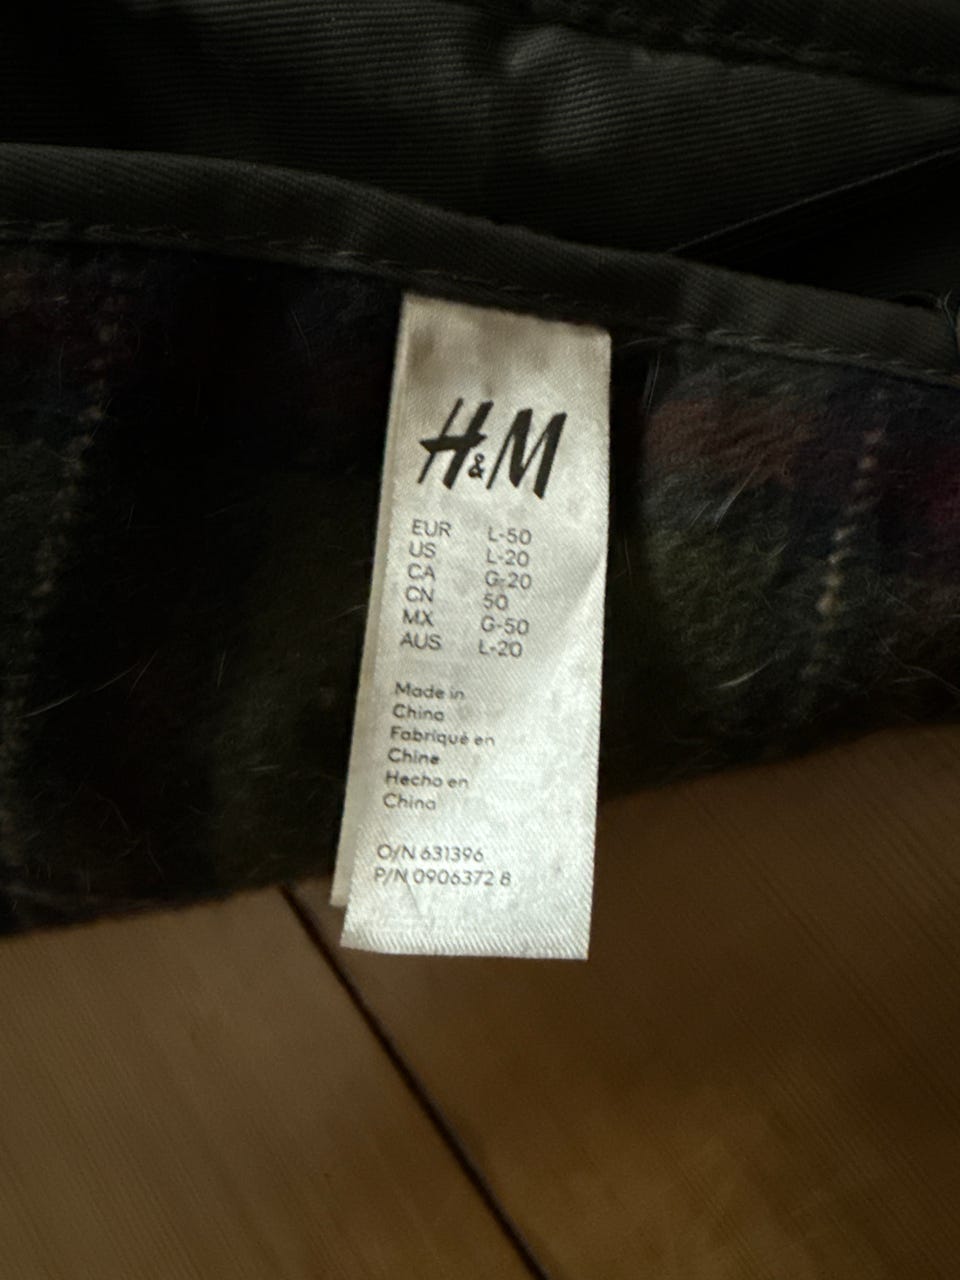 H&M
EUR L-50
US L-20
CA G-20
CN 50
MX G-50
AUS L-20
Made in
China
Fabriqué en
Chine
Hecho en
China
O/N 631396
P/N 0906372 8